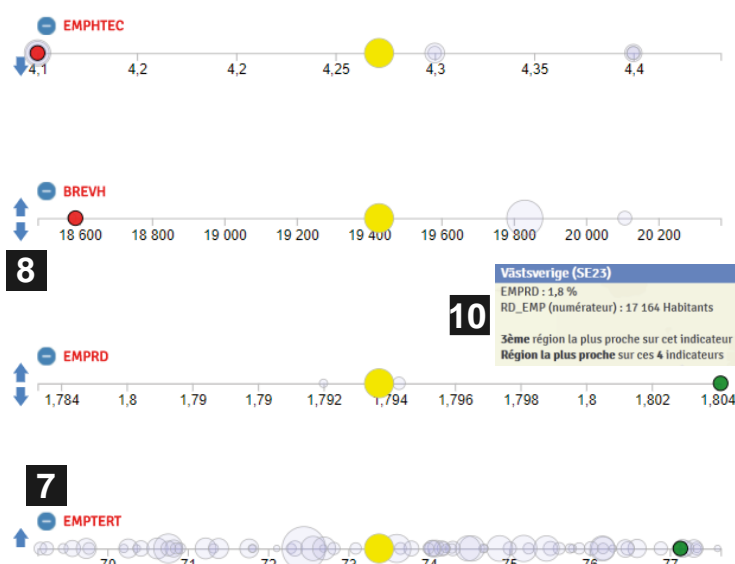 EMPHTEC
4,1 4,2 4,2 4,25 4,3 4,35 4,4
BREVH
18 600 18 800 19 000 19 200 19 400 19 600 19 800 20 000 20 200
8
Västsverige (SE23)
EMPRD : 1,8 %
RD_EMP (numérateur) : 17 164 Habitants
10
3ème région la plus proche sur cet indicateur
Région la plus proche sur ces 4 indicateurs
EMPRD
1,784 1,8 1,79 1,79 1,792 1,794 1,796 1,798 1,8 1,802 1,804
7
EMPTERT
70 71 72 73 74 75 76 77